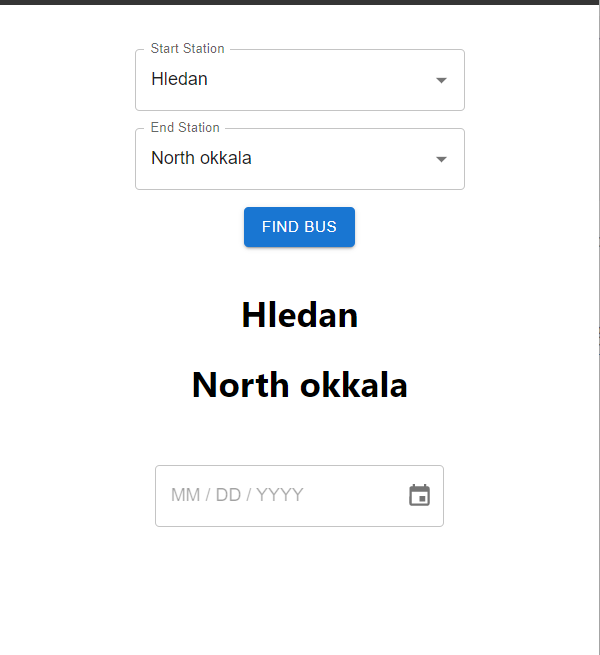 Start Station
Hledan
End Station
North okkala
FIND BUS
Hledan
North okkala
MM / DD / YYYY